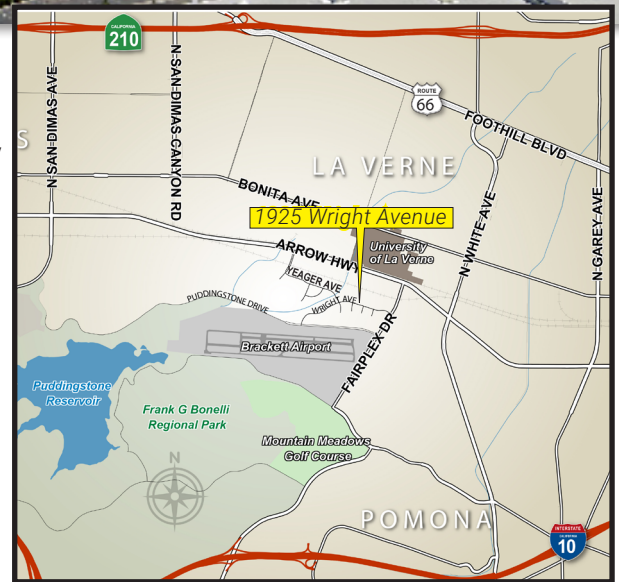 CALIFORNIA
210
N SAN DIMAS AVE
N SAN DIMAS CANYON RD
ROUTE
66
FOOTHILL BLVD
S
LA VERNE
BONITA AVE
1925 Wright Avenue
N WHITE AVE
N GAREY AVE
ARROW HWY
University
of La Verne
YEAGER AVE
PUDDINGSTONE DRIVE
WRIGHT AVE
Brackett Airport
FAIRPLEX DR
Puddingstone
Reservoir
Frank G Bonelli
Regional Park
Mountain Meadows
Golf Course
N
POMONA
INTERSTATE
CALIFORNIA
10